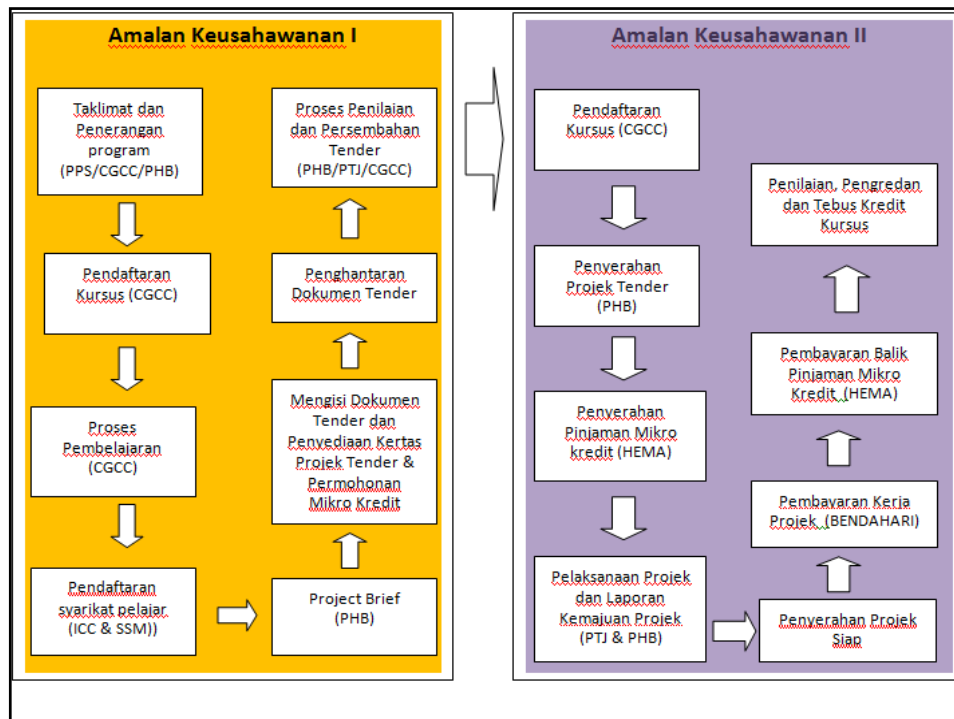 Amalan Keusahawanan I
Taklimat dan
Penerangan
program
(PPS/CGCC/PHB)
Pendaftaran
Kursus (CGCC)
Proses
Pembelajaran
(CGCC)
Pendaftaran
syarikat pelajar
(ICC & SSM))
Project Brief
(PHB)
Mengisi Dokumen
Tender dan
Penyediaan Kertas
Projek Tender &
Permohonan
Mikro Kredit
Penghantaran
Dokumen Tender
Proses Penilaian
dan Persembahan
Tender
(PHB/PTJ/CGCC)
Amalan Keusahawanan II
Pendaftaran
Kursus (CGCC)
Penyerahan
Projek Tender
(PHB)
Penyerahan
Pinjaman Mikro
kredit (HEMA)
Pelaksanaan Projek
dan Laporan
Kemajuan Projek
(PTJ & PHB)
Penyerahan Projek
Siap
Pembayaran Kerja
Projek, (BENDAHARI)
Pembayaran Balik
Pinjaman Mikro
Kredit, (HEMA)
Penilaian, Pengredan
dan Tebus Kredit
Kursus